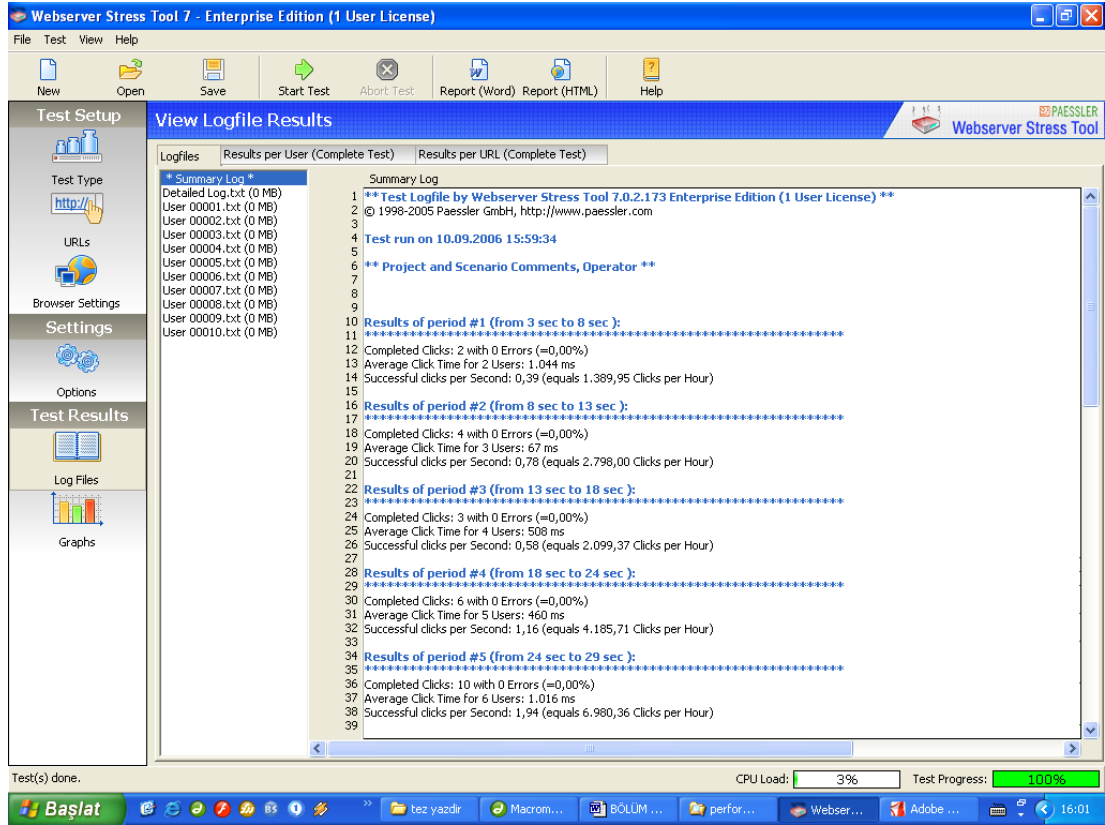 Webserver Stress Tool 7 - Enterprise Edition (1 User License)
File Test View Help
New Open Save Start Test Abort Test Report (Word) Report (HTML) Help
Test Setup
Test Type
http://
URLs
Browser Settings
Settings
Options
Test Results
Log Files
Graphs
View Logfile Results
PAESSLER
Webserver Stress Tool
Logfiles Results per User (Complete Test) Results per URL (Complete Test)
* Summary Log *
Detailed Log.txt (0 MB)
User 00001.txt (0 MB)
User 00002.txt (0 MB)
User 00003.txt (0 MB)
User 00004.txt (0 MB)
User 00005.txt (0 MB)
User 00006.txt (0 MB)
User 00007.txt (0 MB)
User 00008.txt (0 MB)
User 00009.txt (0 MB)
User 00010.txt (0 MB)
Summary Log
1 ** Test Logfile by Webserver Stress Tool 7.0.2.173 Enterprise Edition (1 User License) **
2 © 1998-2005 Paessler GmbH, http://www.paessler.com
3
4 Test run on 10.09.2006 15:59:34
5
6 ** Project and Scenario Comments, Operator **
7
8
9
10 Results of period #1 (from 3 sec to 8 sec ):
11 *********************************************************************
12 Completed Clicks: 2 with 0 Errors (=0,00%)
13 Average Click Time for 2 Users: 1.044 ms
14 Successful clicks per Second: 0,39 (equals 1.389,95 Clicks per Hour)
15
16 Results of period #2 (from 8 sec to 13 sec ):
17 *********************************************************************
18 Completed Clicks: 4 with 0 Errors (=0,00%)
19 Average Click Time for 3 Users: 67 ms
20 Successful clicks per Second: 0,78 (equals 2.798,00 Clicks per Hour)
21
22 Results of period #3 (from 13 sec to 18 sec ):
23 *********************************************************************
24 Completed Clicks: 3 with 0 Errors (=0,00%)
25 Average Click Time for 4 Users: 508 ms
26 Successful clicks per Second: 0,58 (equals 2.099,37 Clicks per Hour)
27
28 Results of period #4 (from 18 sec to 24 sec ):
29 *********************************************************************
30 Completed Clicks: 6 with 0 Errors (=0,00%)
31 Average Click Time for 5 Users: 460 ms
32 Successful clicks per Second: 1,16 (equals 4.185,71 Clicks per Hour)
33
34 Results of period #5 (from 24 sec to 29 sec ):
35 *********************************************************************
36 Completed Clicks: 10 with 0 Errors (=0,00%)
37 Average Click Time for 6 Users: 1.016 ms
38 Successful clicks per Second: 1,94 (equals 6.980,36 Clicks per Hour)
39
Test(s) done. CPU Load: 3% Test Progress: 100%
Başlat tez yazdir Macrom... BÖLÜM ... perfor... Webser... Adobe ... 16:01